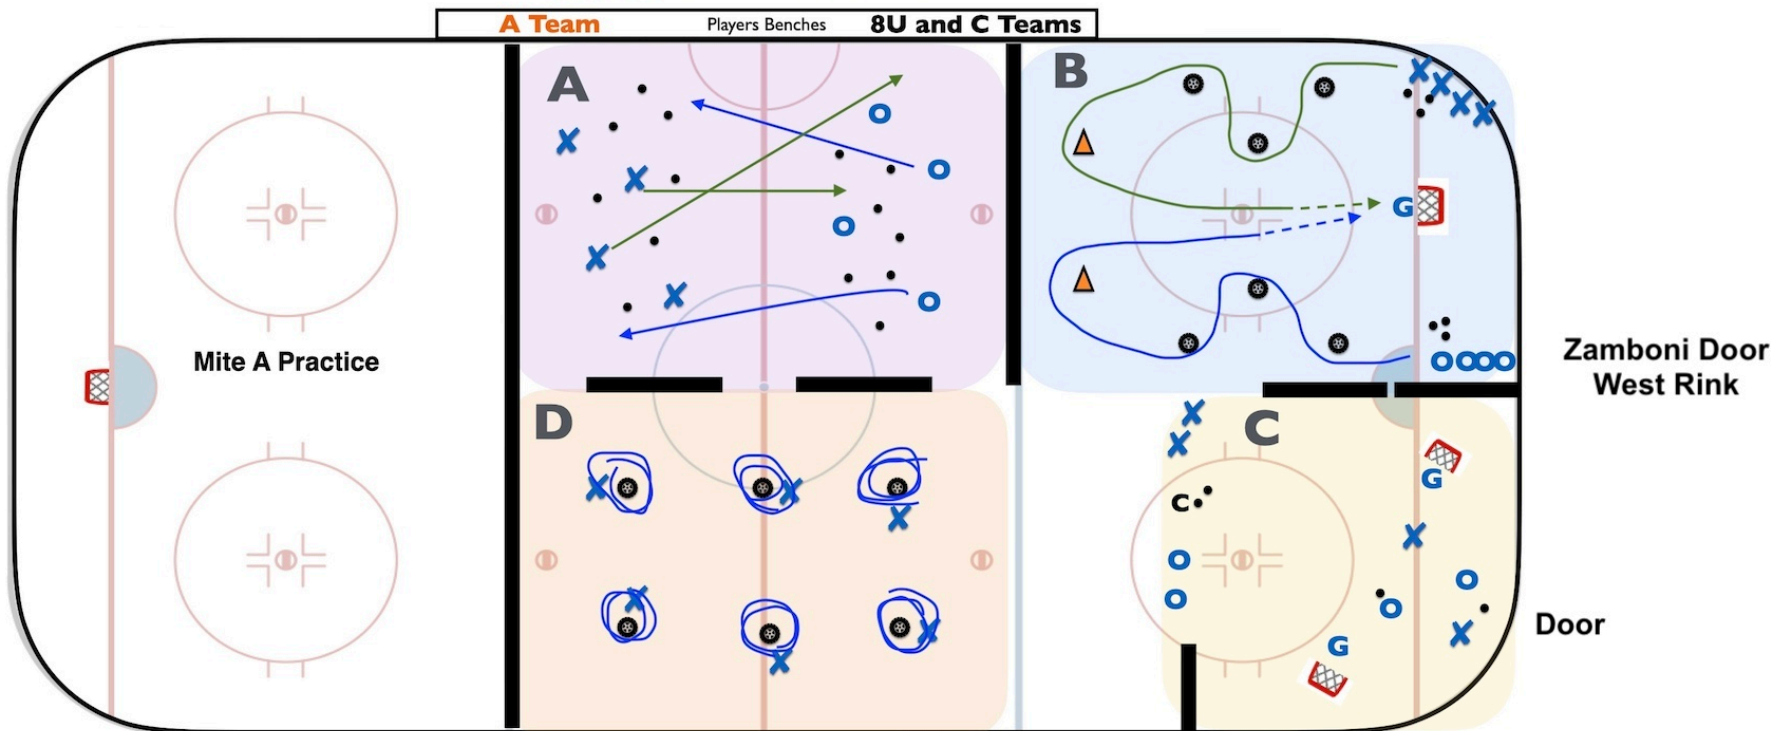 A Team Players Benches 8U and C Teams
A
B
X X X X
X O
X O
O
G
X
X O
Mite A Practice
O O O O
Zamboni Door
West Rink
D
X
X
C
X X X
G
C
X
O
O
O
X
O
Door
X
X
G
X